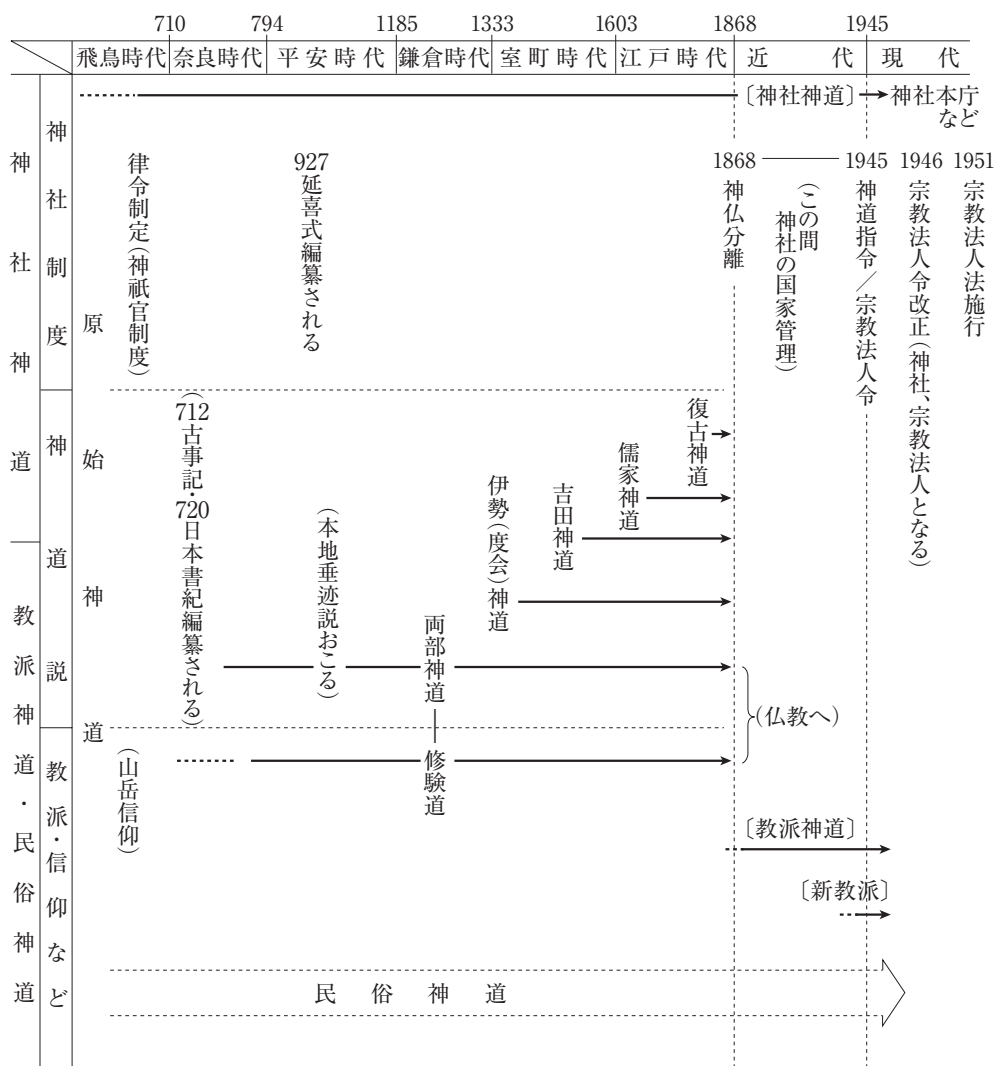 710 794 1185 1333 1603 1868 1945
飛鳥時代 奈良時代 平安時代 鎌倉時代 室町時代 江戸時代 近代 現代
神社神道
教派神道・民俗神道
神社制度
神道説
教派・信仰など
原始神道
〔神社神道〕
神社本庁
など
律令制定(神祇官制度)
927
延喜式編纂される
1868
神仏分離
(この間
神社の国家管理)
1945
神道指令／宗教法人令
1946
宗教法人令改正(神社、宗教法人となる)
1951
宗教法人法施行
(712古事記・720日本書紀編纂される)
(本地垂迹説おこる)
両部神道
伊勢(度会)神道
吉田神道
儒家神道
復古神道
(仏教へ)
(山岳信仰)
修験道
〔教派神道〕
〔新教派〕
民俗神道